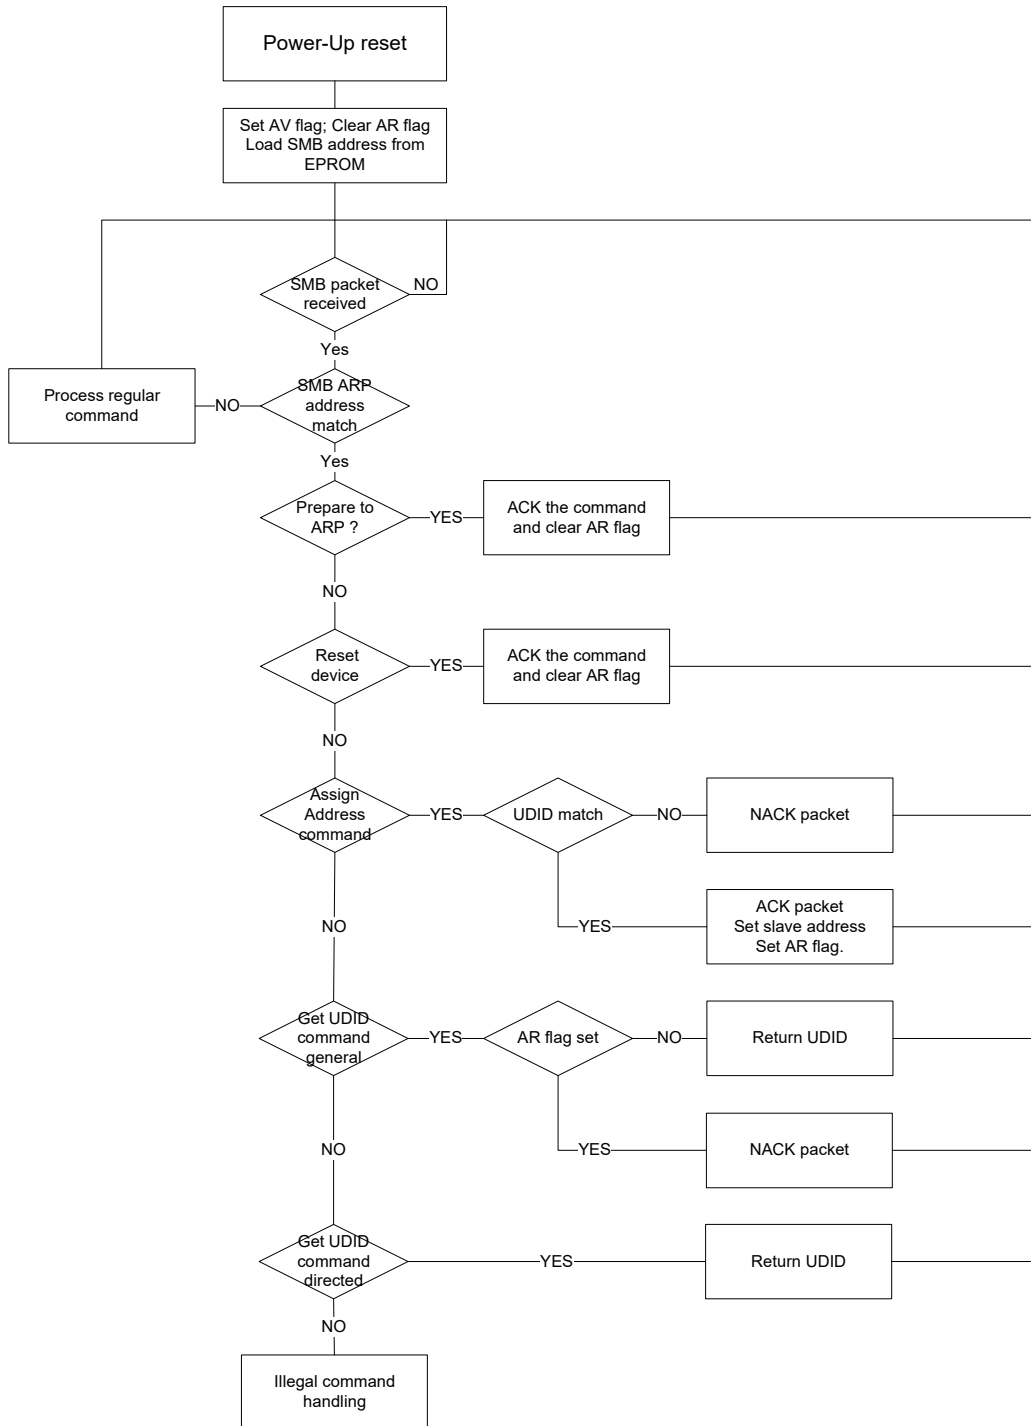 Power-Up reset
Set AV flag; Clear AR flag
Load SMB address from
EPROM
SMB packet
received
NO
Yes
Process regular
command
NO
SMB ARP
address
match
Yes
Prepare to
ARP ?
YES
ACK the command
and clear AR flag
NO
Reset
device
YES
ACK the command
and clear AR flag
NO
Assign
Address
command
YES
UDID match
NO
NACK packet
YES
ACK packet
Set slave address
Set AR flag.
NO
Get UDID
command
general
YES
AR flag set
NO
Return UDID
YES
NACK packet
NO
Get UDID
command
directed
YES
Return UDID
NO
Illegal command
handling